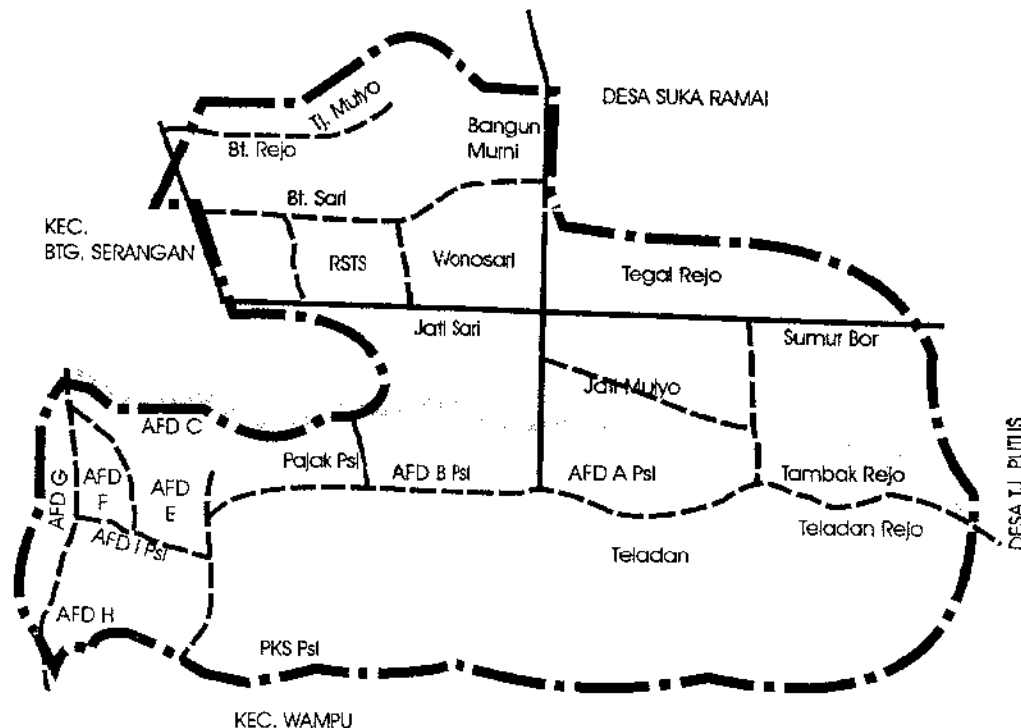 DESA SUKA RAMAI
Tj. Mulyo
Bangun
Murni
Bt. Rejo
Bt. Sari
KEC.
BTG. SERANGAN
RSTS
Wonosari
Tegal Rejo
Jati Sari
Sumur Bor
Jati Mulyo
AFD C
Pajak Psl
AFD B Psl
AFD A Psl
Tambak Rejo
AFD G
AFD
F
AFD
E
AFD I Psl
Teladan Rejo
DESA TJ. PUTUS
Teladan
AFD H
PKS Psl
KEC. WAMPU